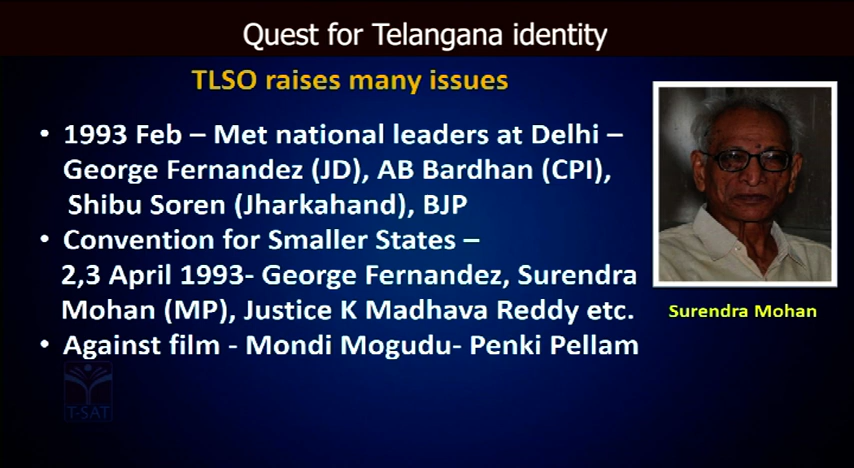 Quest for Telangana identity
TLSO raises many issues
• 1993 Feb – Met national leaders at Delhi –
George Fernandez (JD), AB Bardhan (CPI),
Shibu Soren (Jharkahand), BJP
• Convention for Smaller States –
2,3 April 1993- George Fernandez, Surendra
Mohan (MP), Justice K Madhava Reddy etc.
• Against film - Mondi Mogudu- Penki Pellam
Surendra Mohan
T-SAT